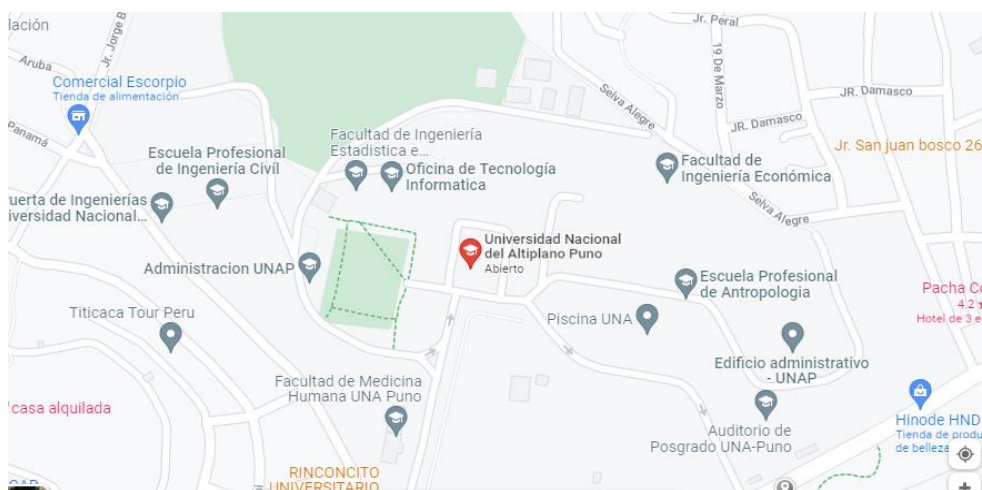 lación
Jr. Jorge B
Jr. Peral
19 De Marzo
Aruba
Comercial Escorpio
Tienda de alimentación
Panamá
Selva Alegre
JR. Damasco
JR. Damasco
Jr. San juan bosco 26
Facultad de Ingeniería
Estadistica e...
Escuela Profesional
de Ingeniería Civil
Oficina de Tecnología
Informatica
Facultad de
Ingeniería Económica
uerta de Ingenierías
iversidad Nacional...
Selva Alegre
Universidad Nacional
del Altiplano Puno
Abierto
Administracion UNAP
Escuela Profesional
de Antropologia
Pacha Co
4.2
Hotel de 3 e
Titicaca Tour Peru
Piscina UNA
Edificio administrativo
- UNAP
Facultad de Medicina
Humana UNA Puno
casa alquilada
Hinode HND
Tienda de produ
de belleza
Auditorio de
Posgrado UNA-Puno
RINCONCITO
UNIVERSITARIO